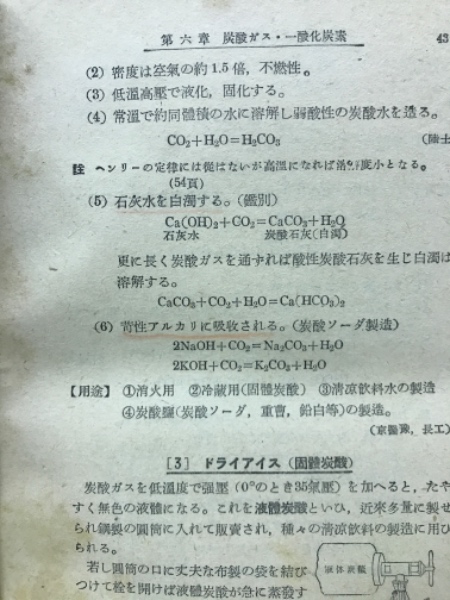 第六章 炭酸ガス・一酸化炭素 43
(2) 密度は空氣の約1.5倍，不燃性。
(3) 低溫高壓で液化，固化する。
(4) 常溫で約同體積の水に溶解し弱酸性の炭酸水を造る。
CO₂+H₂O=H₂CO₃ (陸士
註 ヘンリーの定律には從はないが高溫になれば溶解度小となる。
(54頁)
(5) 石灰水を白濁する。(鑑別)
Ca(OH)₂+CO₂=CaCO₃+H₂O
石灰水 炭酸石灰(白濁)
更に長く炭酸ガスを通ずれば酸性炭酸石灰を生じ白濁は
溶解する。
CaCO₃+CO₂+H₂O=Ca(HCO₃)₂
(6) 苛性アルカリに吸收される。(炭酸ソーダ製造)
2NaOH+CO₂=Na₂CO₃+H₂O
2KOH+CO₂=K₂CO₃+H₂O
【用途】 ①消火用 ②冷蔵用(固體炭酸) ③淸凉飮料水の製造
④炭酸鹽(炭酸ソーダ，重曹，鉛白等)の製造。
(京醫豫，長工)
[3] ドライアイス (固體炭酸)
炭酸ガスを低溫度で强壓 (0°のとき35氣壓) を加へると，たや
すく無色の液體になる。これを液體炭酸といひ，近來多量に製せ
られ鋼製の圓筒に入れて販賣され，種々の淸凉飮料の製造に用ひ
られる。
若し圓筒の口に丈夫な布製の袋を結び
つけて栓を開けば液體炭酸が急に蒸發す
液体炭酸